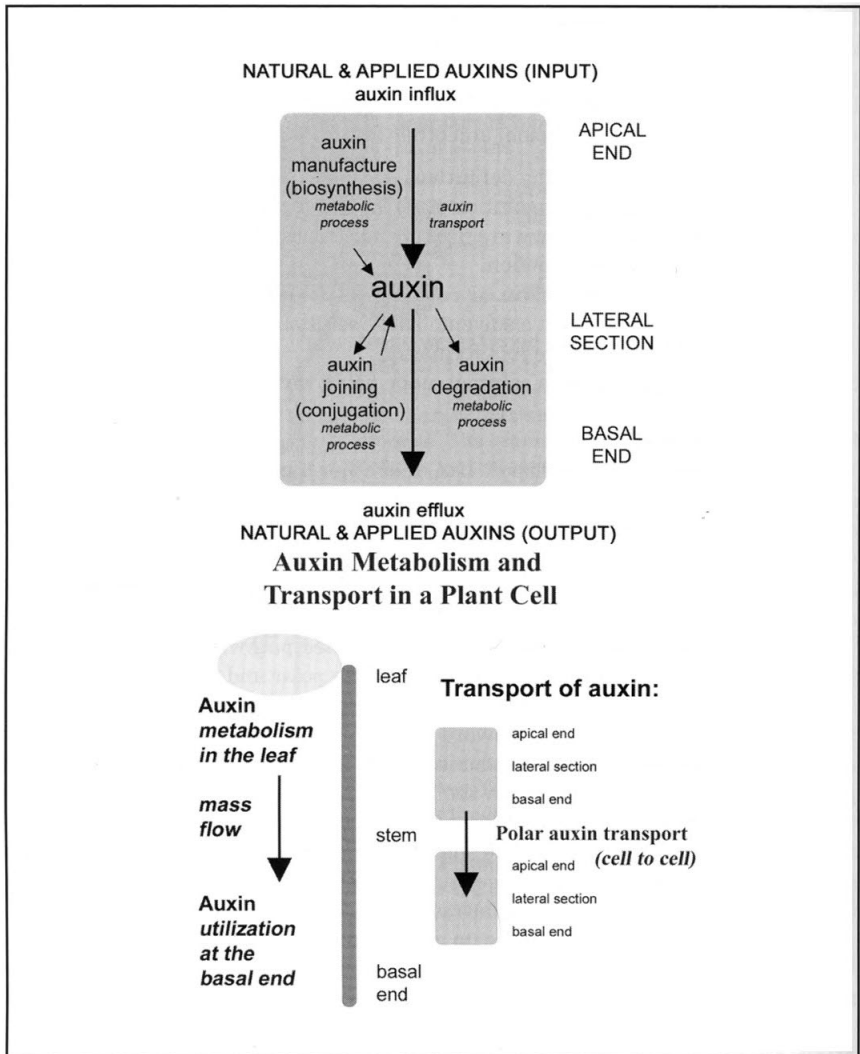 NATURAL & APPLIED AUXINS (INPUT)
auxin influx
APICAL
END
auxin
manufacture
(biosynthesis)
metabolic
process
auxin
transport
auxin
LATERAL
SECTION
auxin
joining
(conjugation)
metabolic
process
auxin
degradation
metabolic
process
BASAL
END
auxin efflux
NATURAL & APPLIED AUXINS (OUTPUT)
Auxin Metabolism and
Transport in a Plant Cell
leaf
Auxin
metabolism
in the leaf
mass
flow
stem
Auxin
utilization
at the
basal end
basal
end
Transport of auxin:
apical end
lateral section
basal end
Polar auxin transport
(cell to cell)
apical end
lateral section
basal end